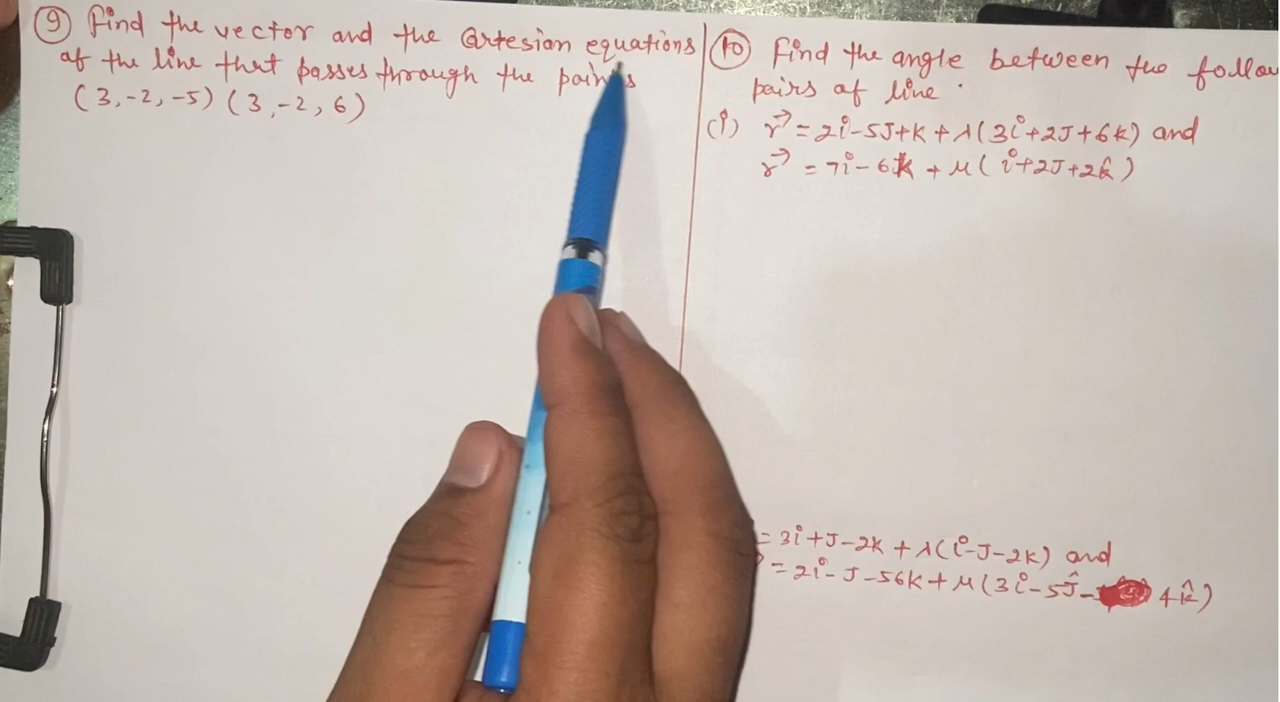 ⑨ Find the vector and the Cartesian equations
of the line that passes through the points
(3,-2,-5) (3,-2,6)
⑩ Find the angle between the follow
pairs of line.
(i) r⃗ = 2i-5J+K+λ(3i+2J+6K) and
r⃗ = 7i-6k+μ(i+2J+2k̂)
= 3i+J-2K+λ(i-J-2K) and
= 2i-J-56K+μ(3i-5Ĵ- 4k̂)